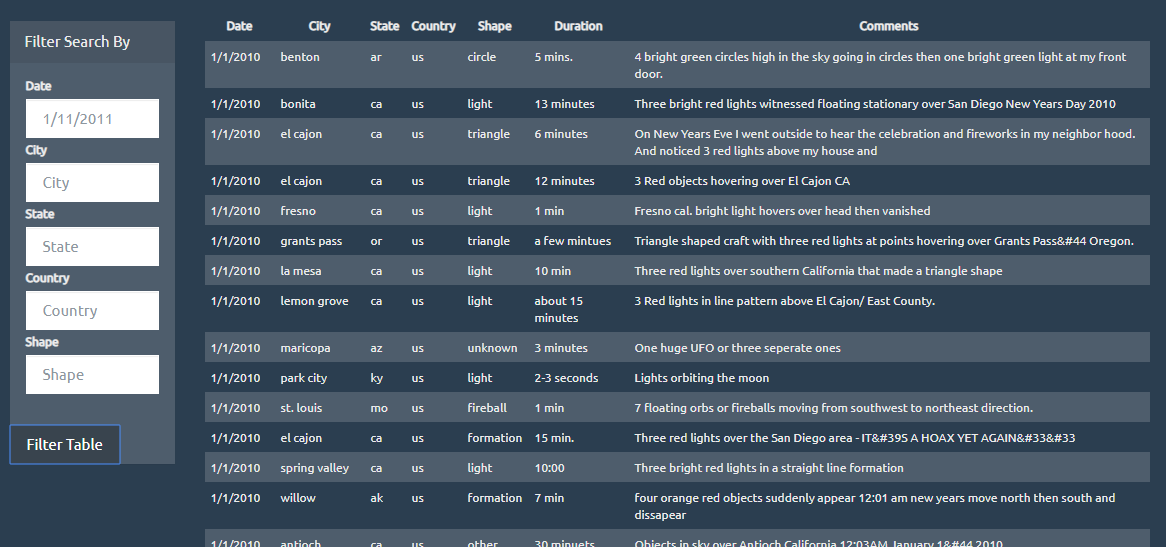 Filter Search By
Date
1/11/2011
City
City
State
State
Country
Country
Shape
Shape
Filter Table
Date City State Country Shape Duration Comments
1/1/2010 benton ar us circle 5 mins. 4 bright green circles high in the sky going in circles then one bright green light at my front
door.
1/1/2010 bonita ca us light 13 minutes Three bright red lights witnessed floating stationary over San Diego New Years Day 2010
1/1/2010 el cajon ca us triangle 6 minutes On New Years Eve I went outside to hear the celebration and fireworks in my neighbor hood.
And noticed 3 red lights above my house and
1/1/2010 el cajon ca us triangle 12 minutes 3 Red objects hovering over El Cajon CA
1/1/2010 fresno ca us light 1 min Fresno cal. bright light hovers over head then vanished
1/1/2010 grants pass or us triangle a few mintues Triangle shaped craft with three red lights at points hovering over Grants Pass&#44 Oregon.
1/1/2010 la mesa ca us light 10 min Three red lights over southern California that made a triangle shape
1/1/2010 lemon grove ca us light about 15 3 Red lights in line pattern above El Cajon/ East County.
minutes
1/1/2010 maricopa az us unknown 3 minutes One huge UFO or three seperate ones
1/1/2010 park city ky us light 2-3 seconds Lights orbiting the moon
1/1/2010 st. louis mo us fireball 1 min 7 floating orbs or fireballs moving from southwest to northeast direction.
1/1/2010 el cajon ca us formation 15 min. Three red lights over the San Diego area - IT&#39S A HOAX YET AGAIN&#33&#33
1/1/2010 spring valley ca us light 10:00 Three bright red lights in a straight line formation
1/1/2010 willow ak us formation 7 min four orange red objects suddenly appear 12:01 am new years move north then south and
dissapear
1/1/2010 antioch ca us other 30 minuets Objects in sky over Antioch California 12:03AM January 1&#44 2010